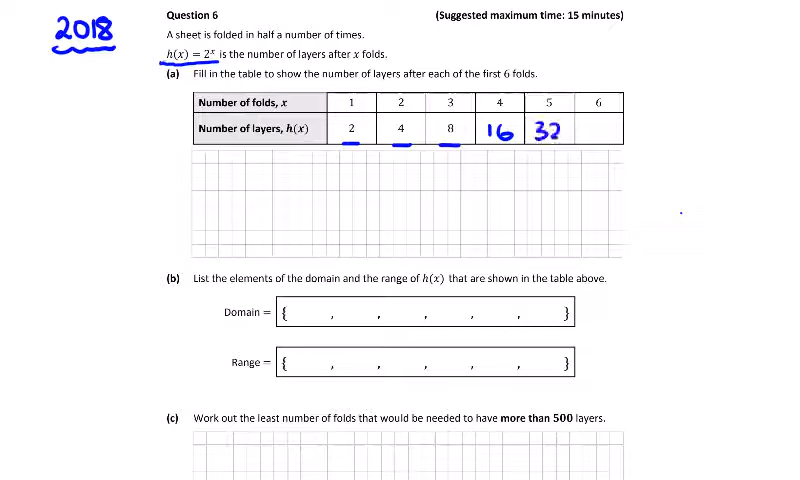 2018
Question 6 (Suggested maximum time: 15 minutes)
A sheet is folded in half a number of times.
h(x) = 2^x is the number of layers after x folds.
(a) Fill in the table to show the number of layers after each of the first 6 folds.
Number of folds, x 1 2 3 4 5 6
Number of layers, h(x) 2 4 8 16 32
(b) List the elements of the domain and the range of h(x) that are shown in the table above.
Domain = { , , , , , }
Range = { , , , , , }
(c) Work out the least number of folds that would be needed to have more than 500 layers.